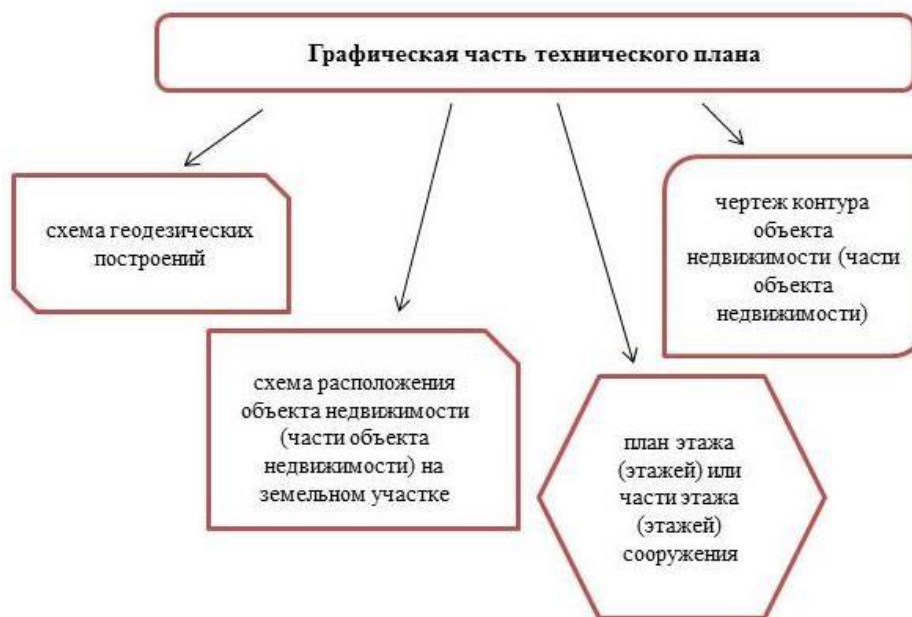 Графическая часть технического плана
схема геодезических
построений
схема расположения
объекта недвижимости
(части объекта
недвижимости) на
земельном участке
план этажа
(этажей) или
части этажа
(этажей)
сооружения
чертеж контура
объекта
недвижимости (части
объекта
недвижимости)